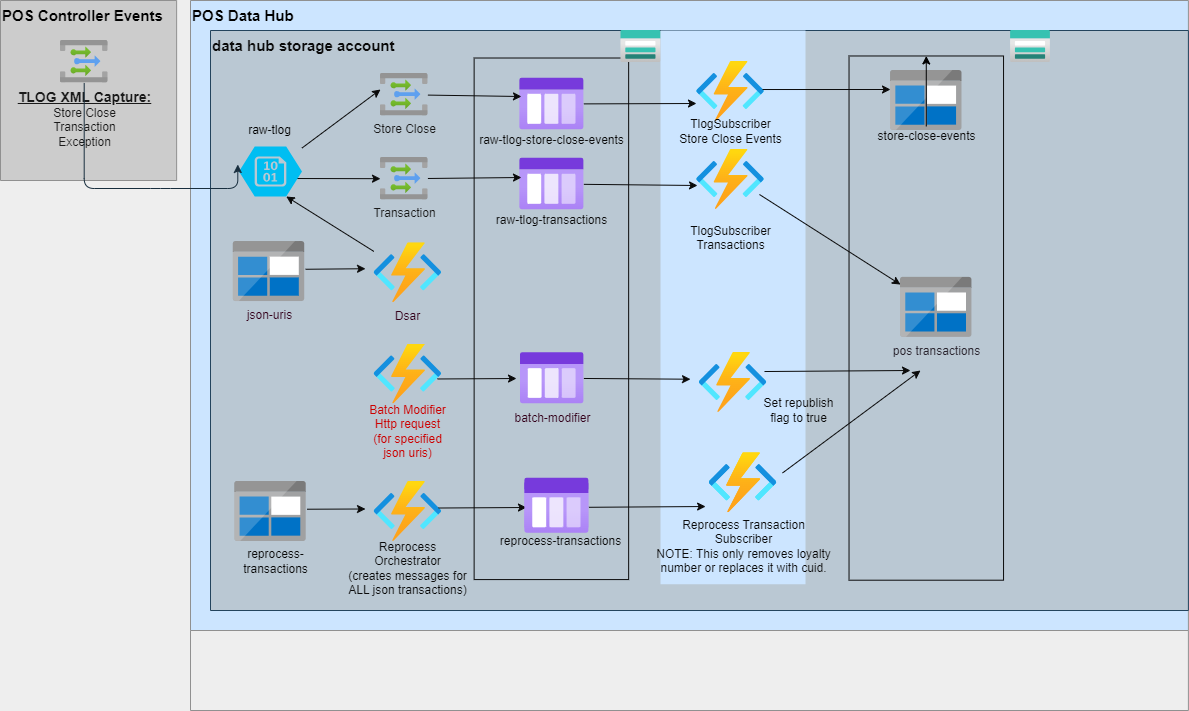 POS Controller Events
TLOG XML Capture:
Store Close
Transaction
Exception
POS Data Hub
data hub storage account
raw-tlog
10
01
Store Close
raw-tlog-store-close-events
TlogSubscriber
Store Close Events
store-close-events
Transaction
raw-tlog-transactions
TlogSubscriber
Transactions
json-uris
Dsar
pos transactions
Batch Modifier
Http request
(for specified
json uris)
batch-modifier
Set republish
flag to true
reprocess-
transactions
Reprocess
Orchestrator
(creates messages for
ALL json transactions)
reprocess-transactions
Reprocess Transaction
Subscriber
NOTE: This only removes loyalty
number or replaces it with cuid.